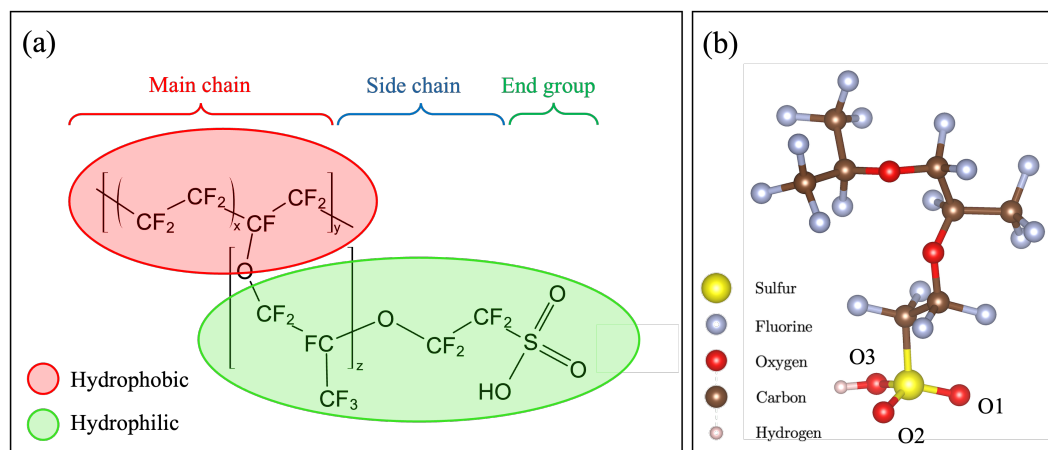 (a)
Main chain
Side chain
End group
CF₂
CF₂
x
CF
CF₂
y
O
CF₂
FC
z
CF₃
O
CF₂
CF₂
S
O
O
HO
Hydrophobic
Hydrophilic
(b)
Sulfur
Fluorine
Oxygen
Carbon
Hydrogen
O3
O1
O2